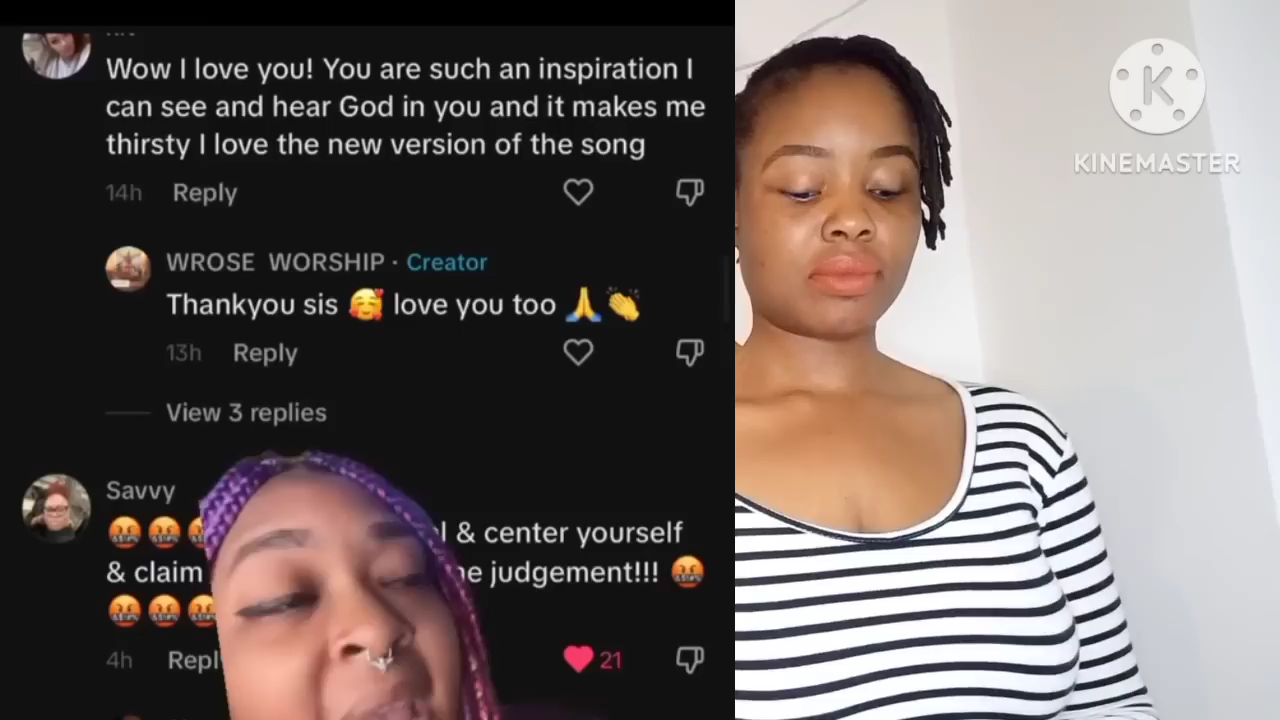 Wow I love you! You are such an inspiration I
can see and hear God in you and it makes me
thirsty I love the new version of the song
14h Reply
WROSE WORSHIP · Creator
Thankyou sis 🥰 love you too 🙏👏
13h Reply
View 3 replies
Savvy
🤬🤬🤬 & center yourself
& claim judgement!!! 🤬
🤬🤬🤬
4h Repl
21
K
KINEMASTER